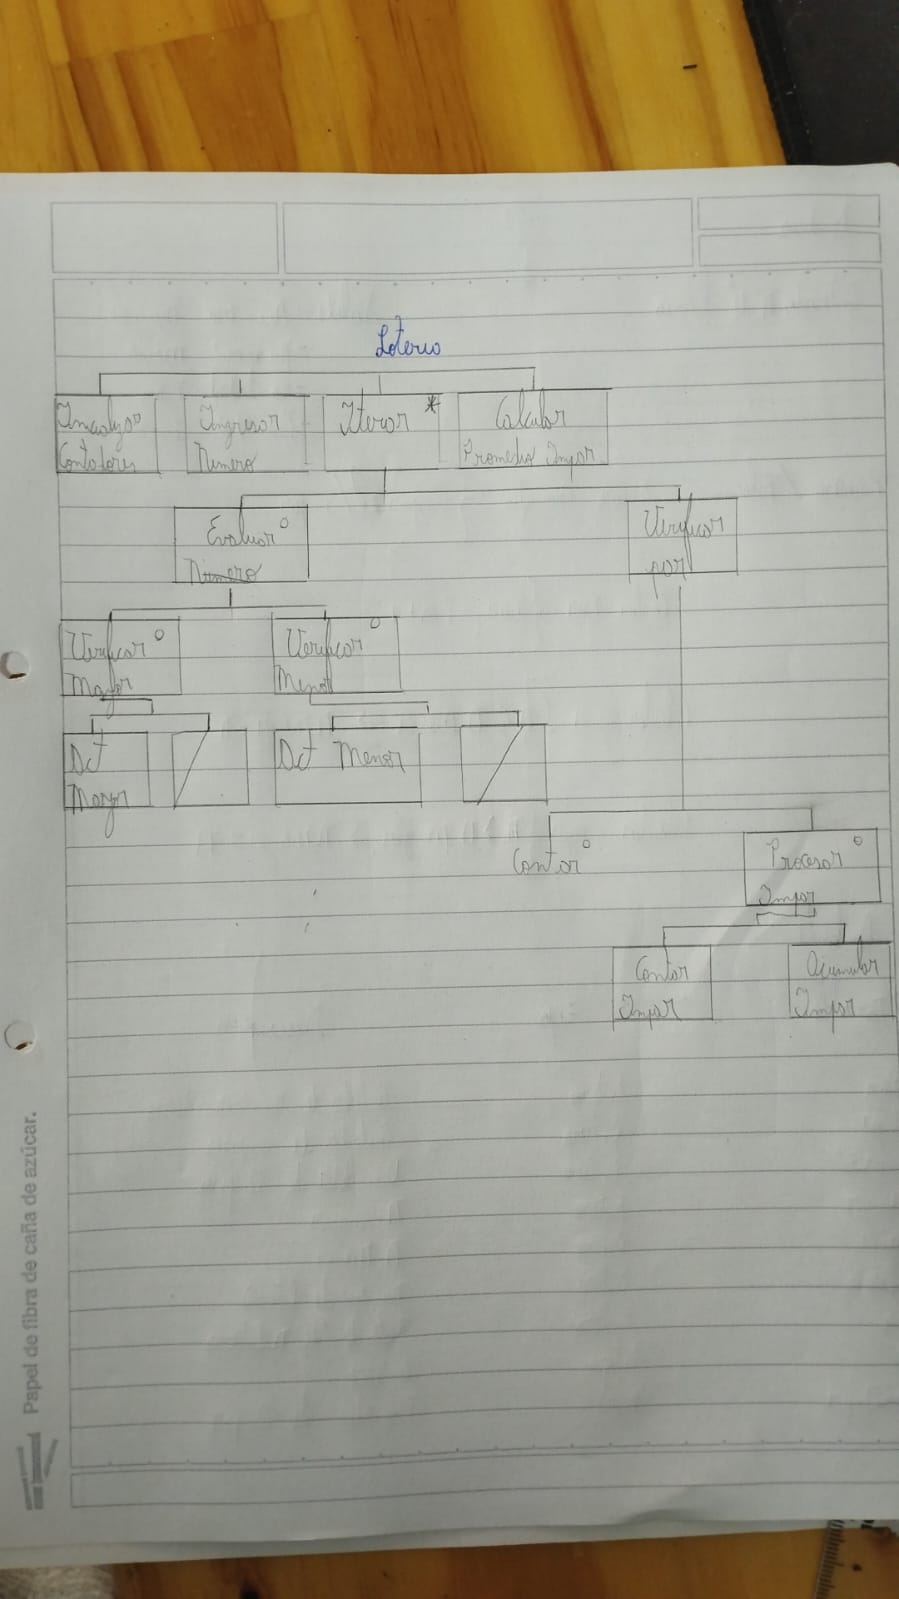 Loteria
Inicializo
Contadores
Ingresar
Numero
Iterar *
Calcular
Promedio Impar
Evaluar
Numero
Verificar
par
Verificar
Mayor
Verificar
Menor
Det
Mayor
Det Menor
Contar
Procesar
Impar
Contar
Impar
Acumular
Impar
Papel de fibra de caña de azúcar.